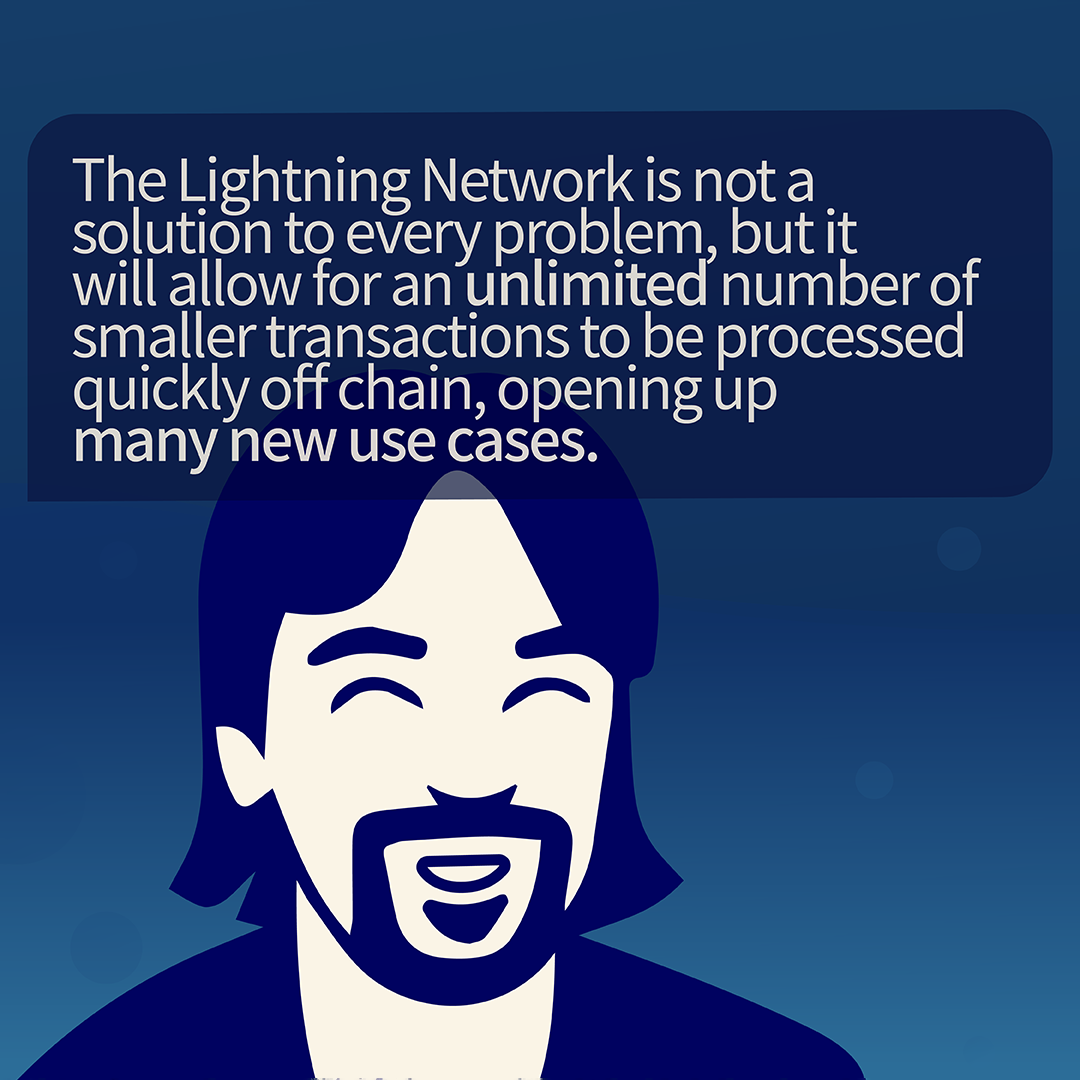 The Lightning Network is not a
solution to every problem, but it
will allow for an unlimited number of
smaller transactions to be processed
quickly off chain, opening up
many new use cases.